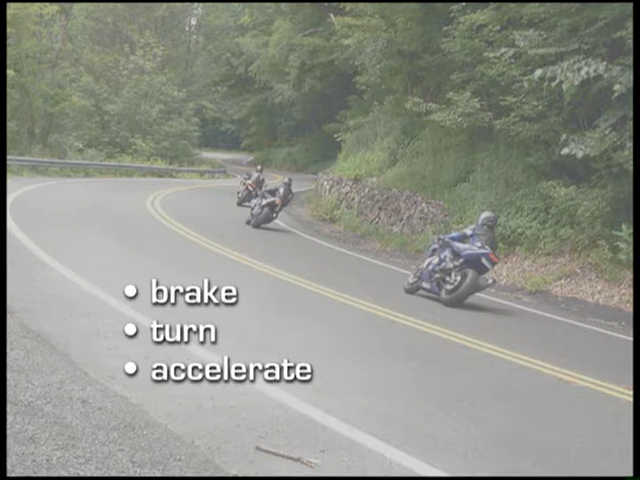 • brake
• turn
• accelerate